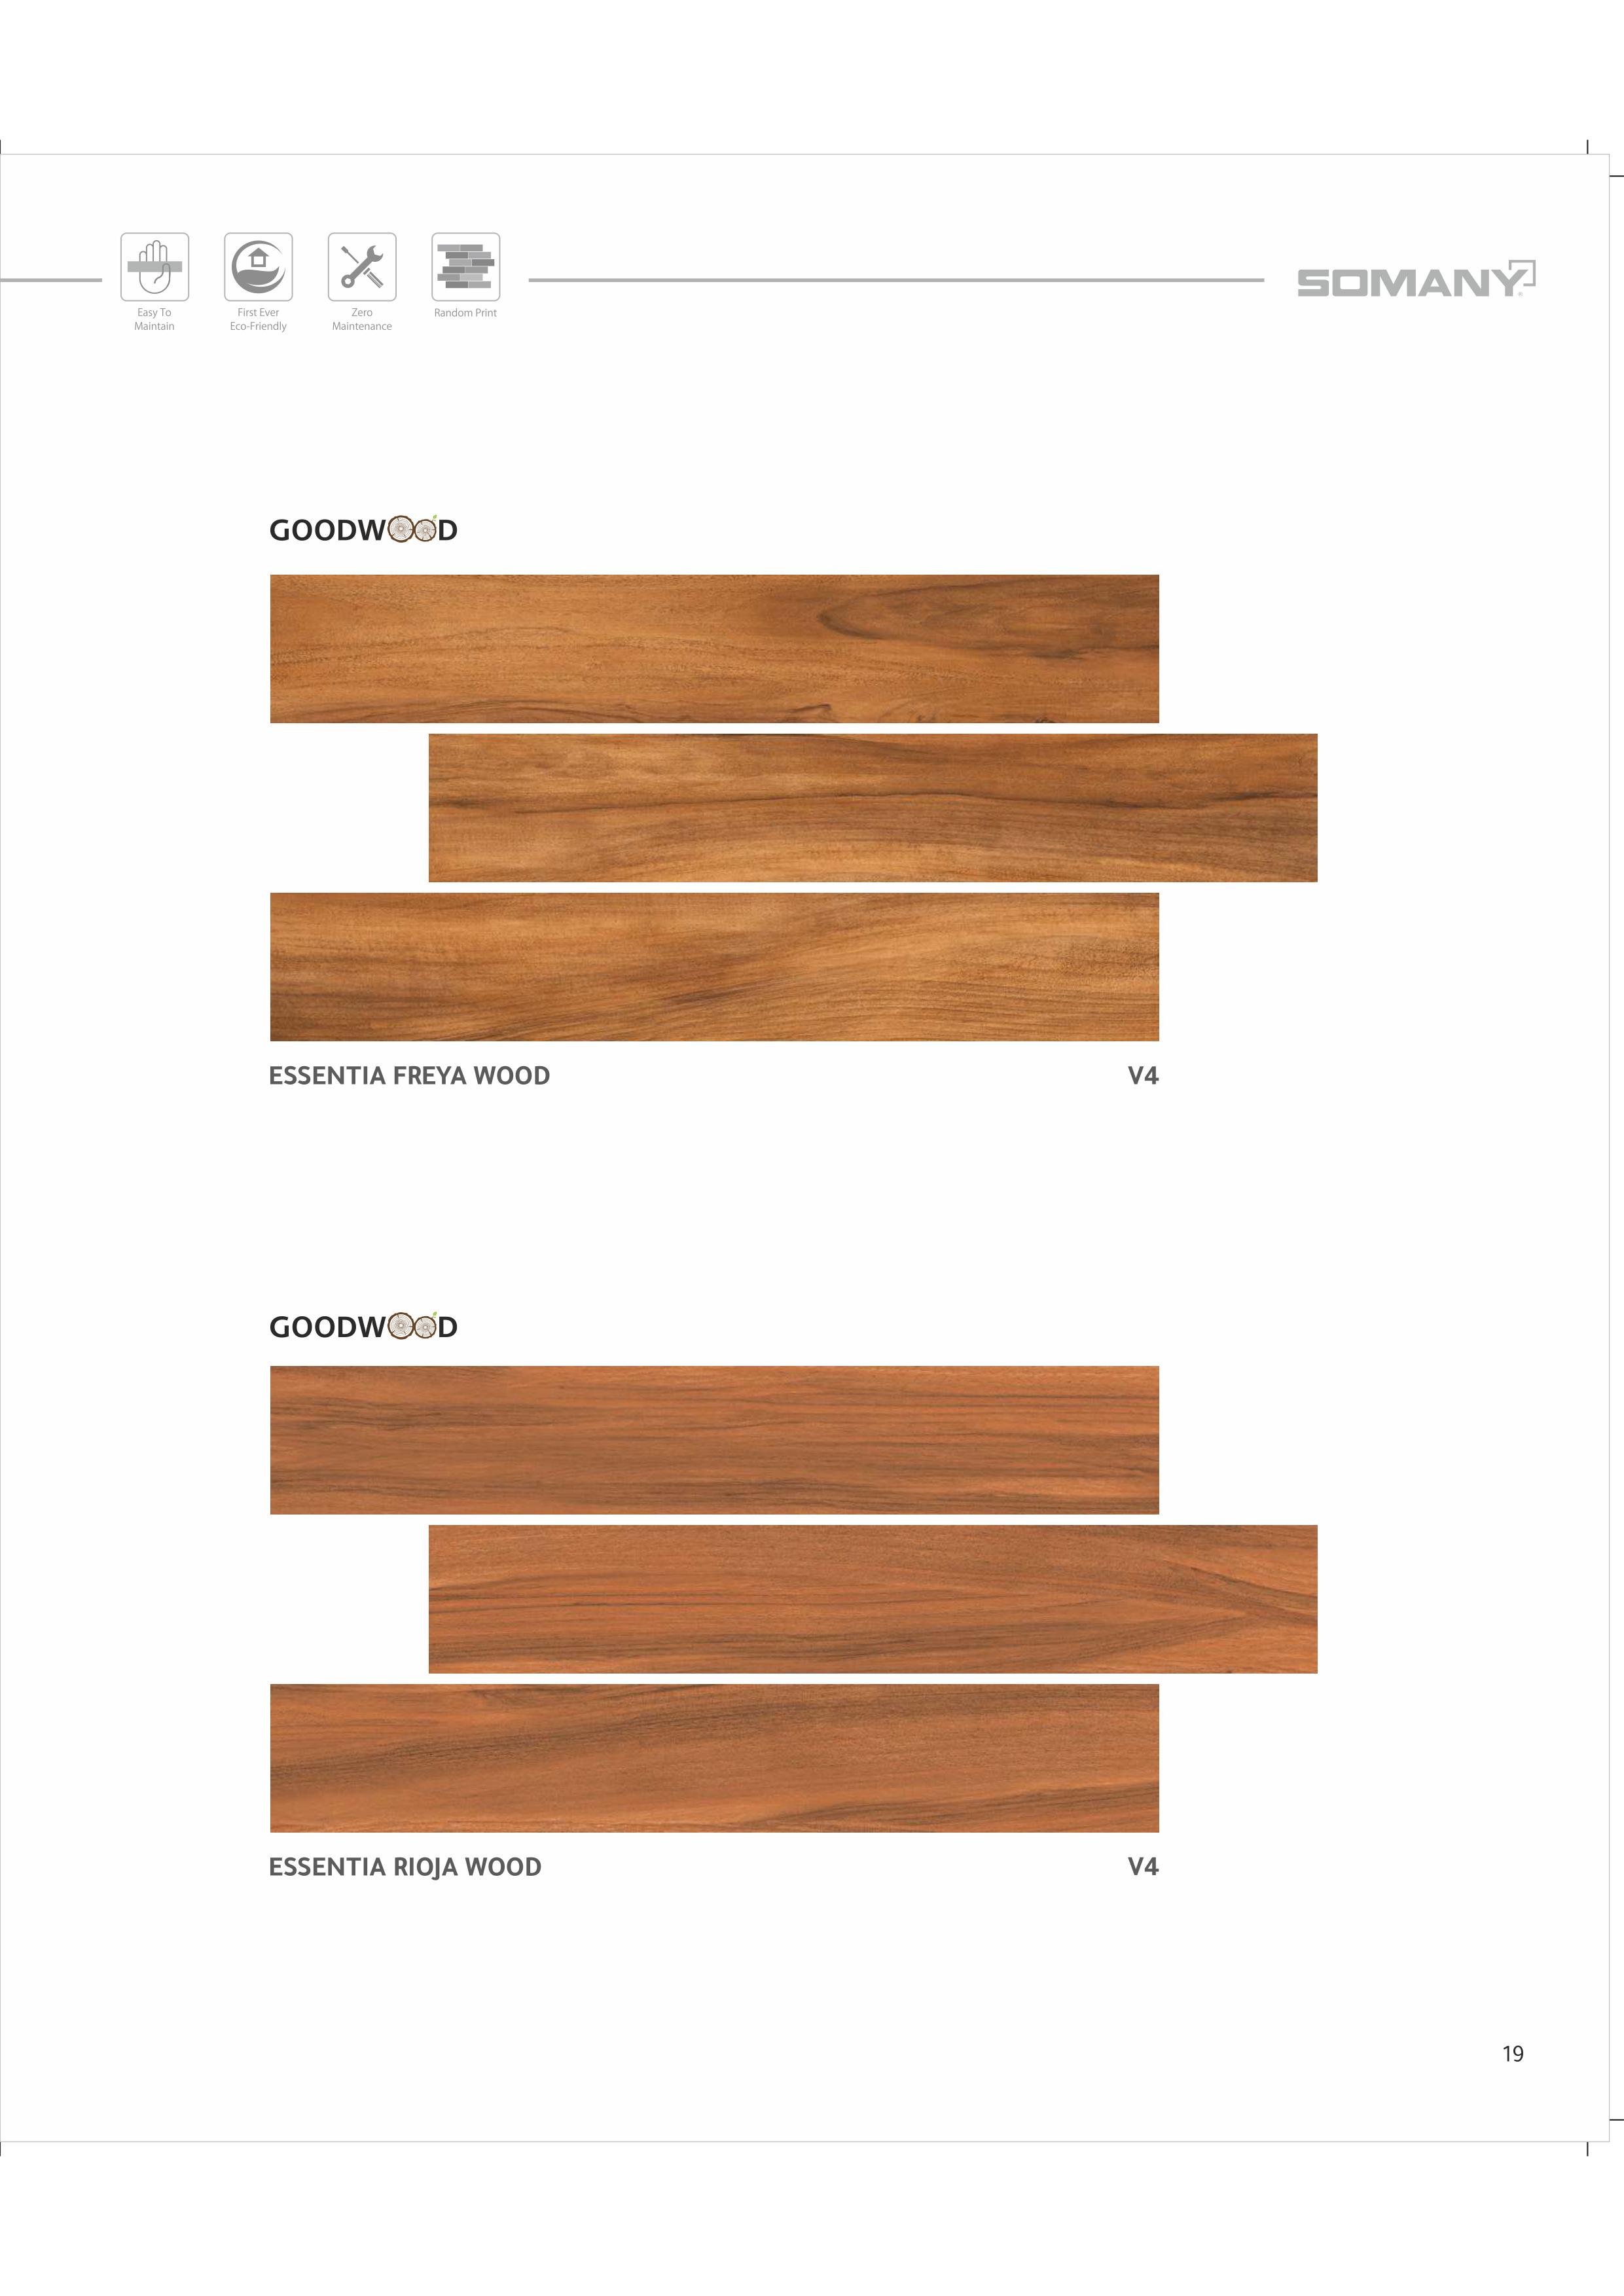 Easy To
Maintain
First Ever
Eco-Friendly
Zero
Maintenance
Random Print
SOMANY®
GOODWOOD
ESSENTIA FREYA WOOD V4
GOODWOOD
ESSENTIA RIOJA WOOD V4
19